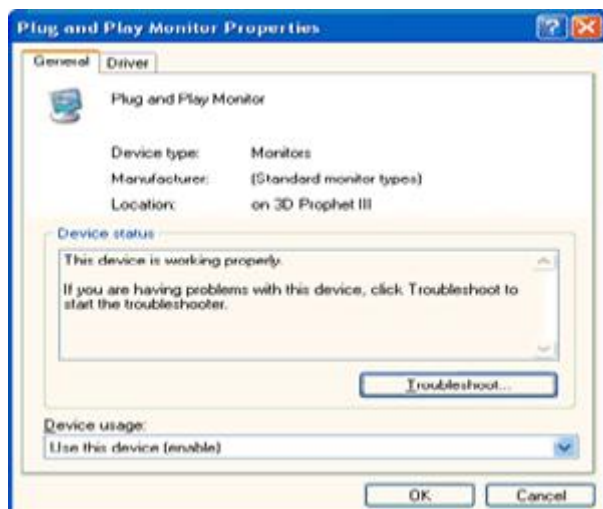 Plug and Play Monitor Properties
General Driver
Plug and Play Monitor
Device type: Monitors
Manufacturer: (Standard monitor types)
Location: on 3D Prophet III
Device status
This device is working properly.
If you are having problems with this device, click Troubleshoot to
start the troubleshooter.
Troubleshoot...
Device usage:
Use this device (enable)
OK Cancel